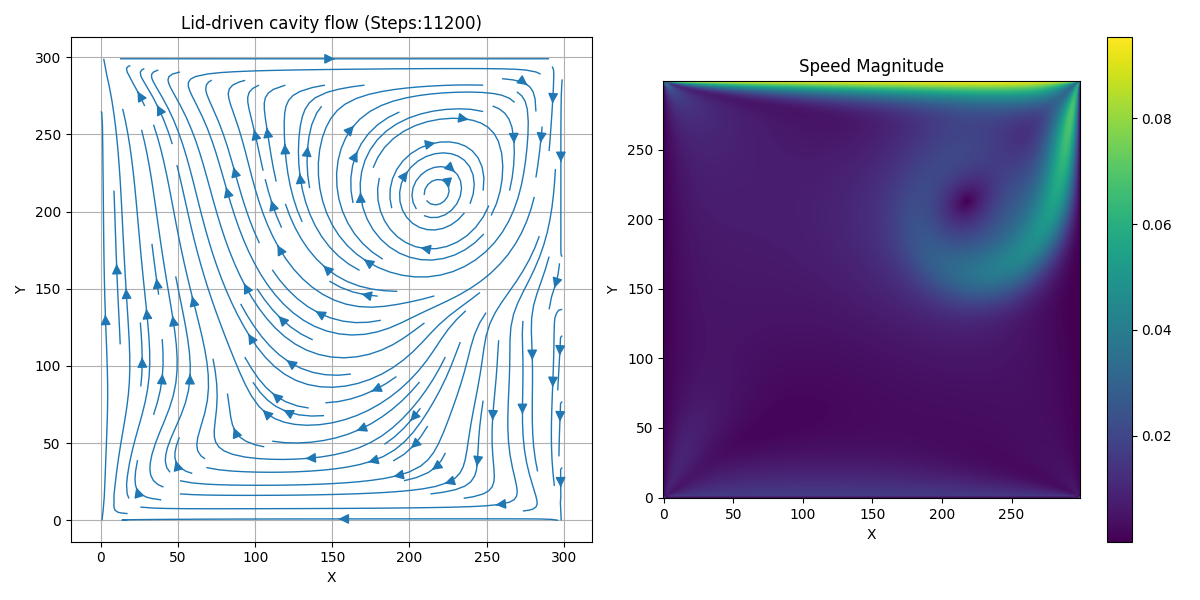 Lid-driven cavity flow (Steps:11200)
300
250
200
150
100
50
0
Y
0 50 100 150 200 250 300
X
Speed Magnitude
250
200
150
100
50
0
Y
0 50 100 150 200 250
X
0.08
0.06
0.04
0.02